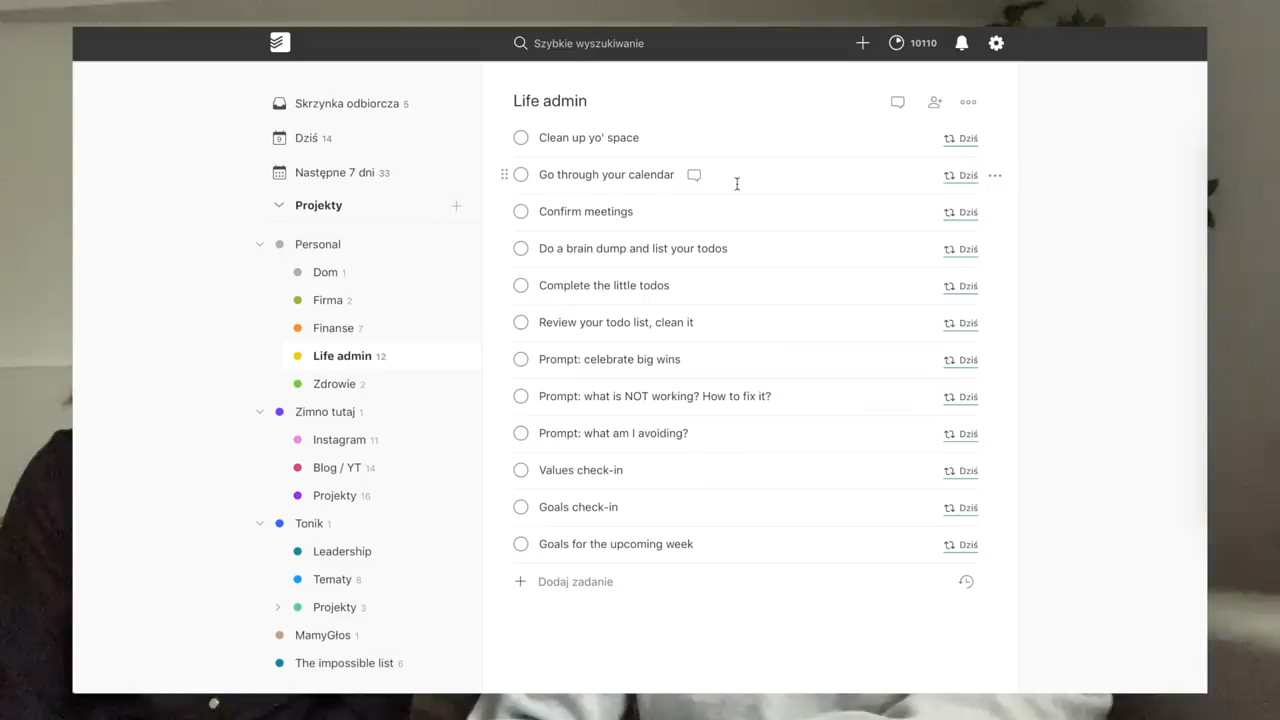 Szybkie wyszukiwanie
10110
Skrzynka odbiorcza 5
9 Dziś 14
Następne 7 dni 33
Projekty
Personal
Dom 1
Firma 2
Finanse 7
Life admin 12
Zdrowie 2
Zimno tutaj 1
Instagram 11
Blog / YT 14
Projekty 16
Tonik 1
Leadership
Tematy 8
Projekty 3
MamyGłos 1
The impossible list 6
Life admin
Clean up yo' space Dziś
Go through your calendar Dziś
Confirm meetings Dziś
Do a brain dump and list your todos Dziś
Complete the little todos Dziś
Review your todo list, clean it Dziś
Prompt: celebrate big wins Dziś
Prompt: what is NOT working? How to fix it? Dziś
Prompt: what am I avoiding? Dziś
Values check-in Dziś
Goals check-in Dziś
Goals for the upcoming week Dziś
Dodaj zadanie